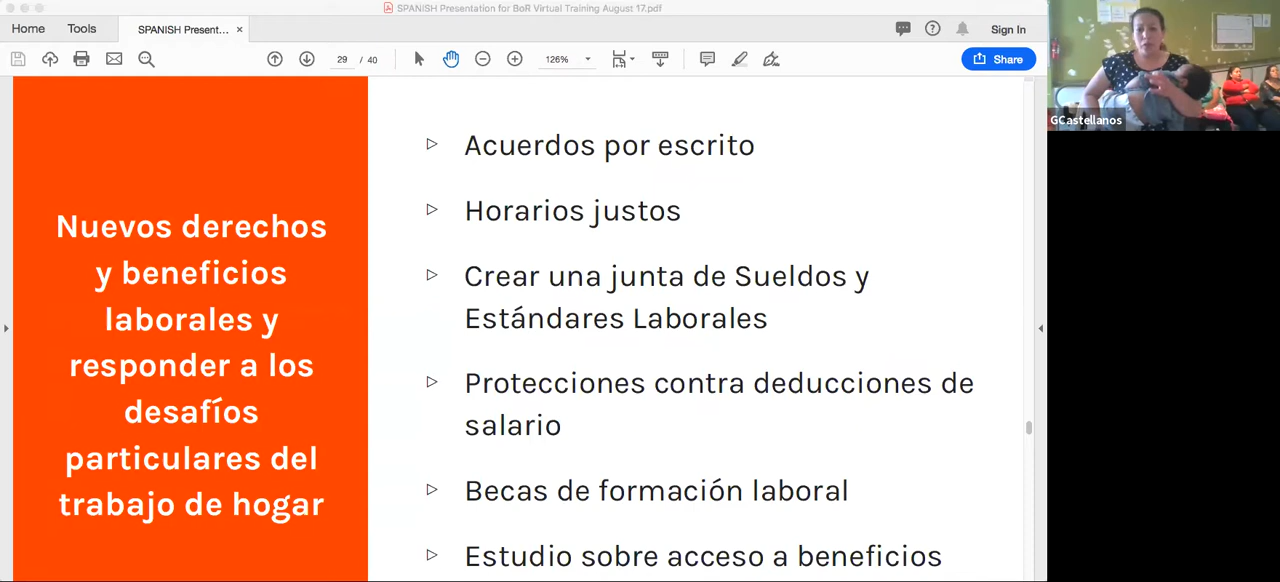 SPANISH Presentation for BoR Virtual Training August 17.pdf
Home Tools SPANISH Present... × Sign In
29 / 40 126% Share
GCastellanos
Nuevos derechos
y beneficios
laborales y
responder a los
desafíos
particulares del
trabajo de hogar
Acuerdos por escrito
Horarios justos
Crear una junta de Sueldos y
Estándares Laborales
Protecciones contra deducciones de
salario
Becas de formación laboral
Estudio sobre acceso a beneficios